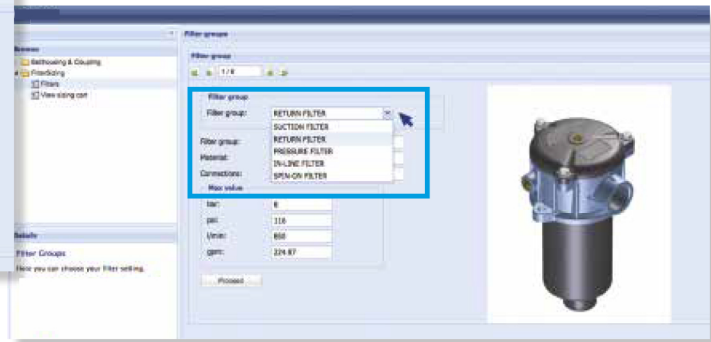 Filter groups
Browse
Bellhousing & Coupling
FilterSizing
Filters
View sizing cart
Filter group
1/8
Filter group
Filter group: RETURN FILTER
SUCTION FILTER
RETURN FILTER
PRESSURE FILTER
IN-LINE FILTER
SPIN-ON FILTER
Filter group:
Material:
Connections:
Max value
bar: 8
psi: 116
l/min: 850
gpm: 224.87
Proceed
Details
Filter Groups
Here you can choose your filter setting.